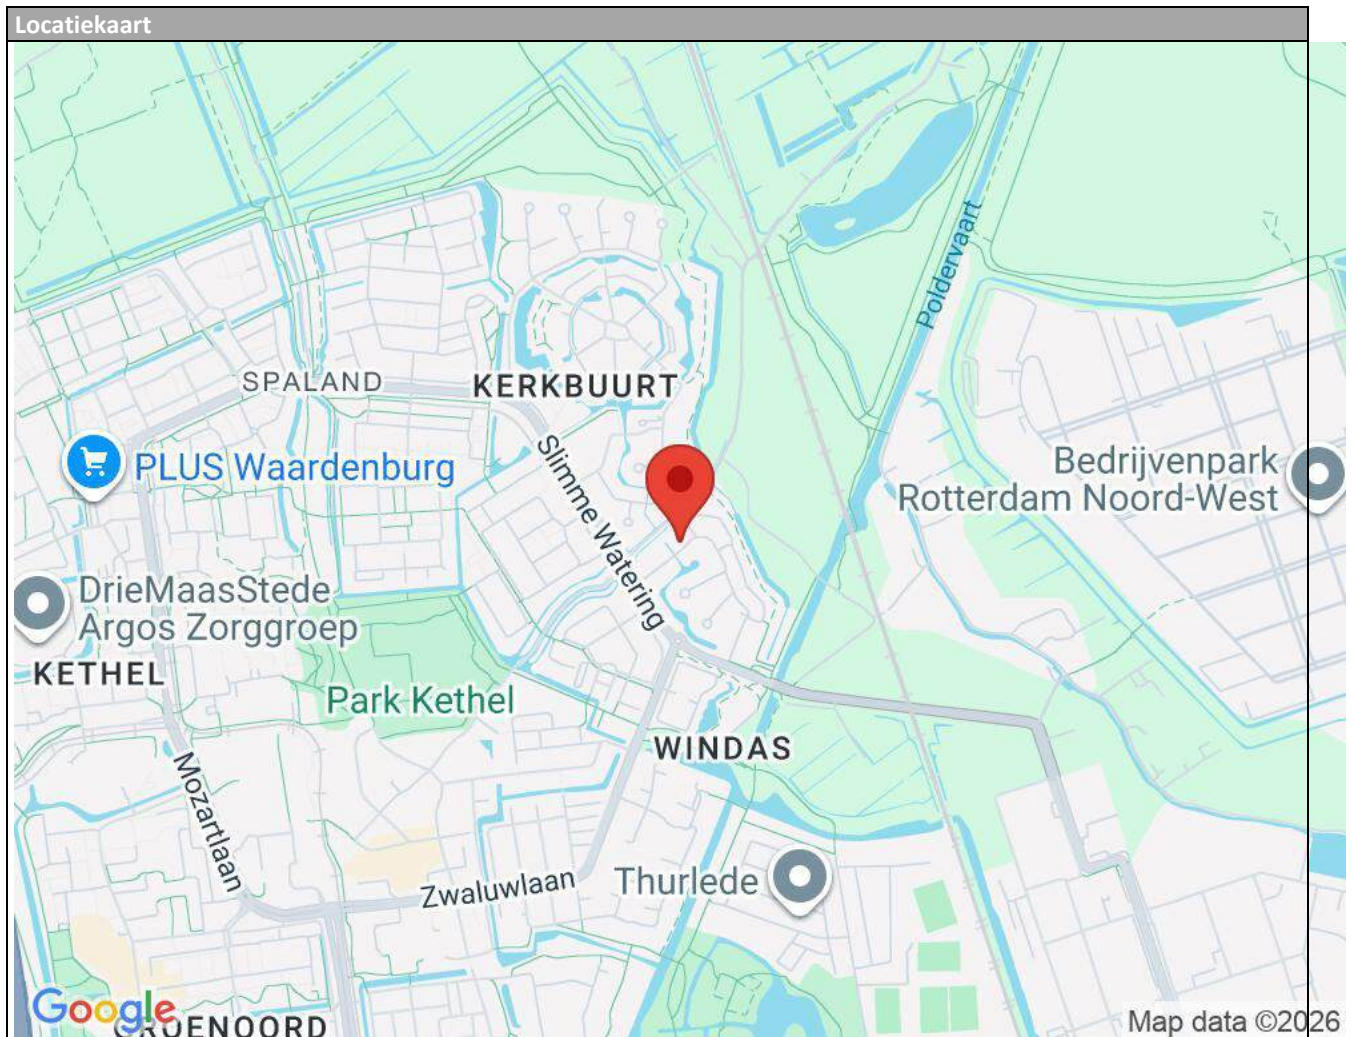 Locatiekaart
Poldervaart
SPALAND
KERKBUURT
PLUS Waardenburg
Slimme Watering
Bedrijvenpark
Rotterdam Noord-West
DrieMaasStede
Argos Zorggroep
KETHEL
Park Kethel
WINDAS
Mozartlaan
Zwaluwlaan
Thurlede
Google
GROENOORD
Map data ©2026